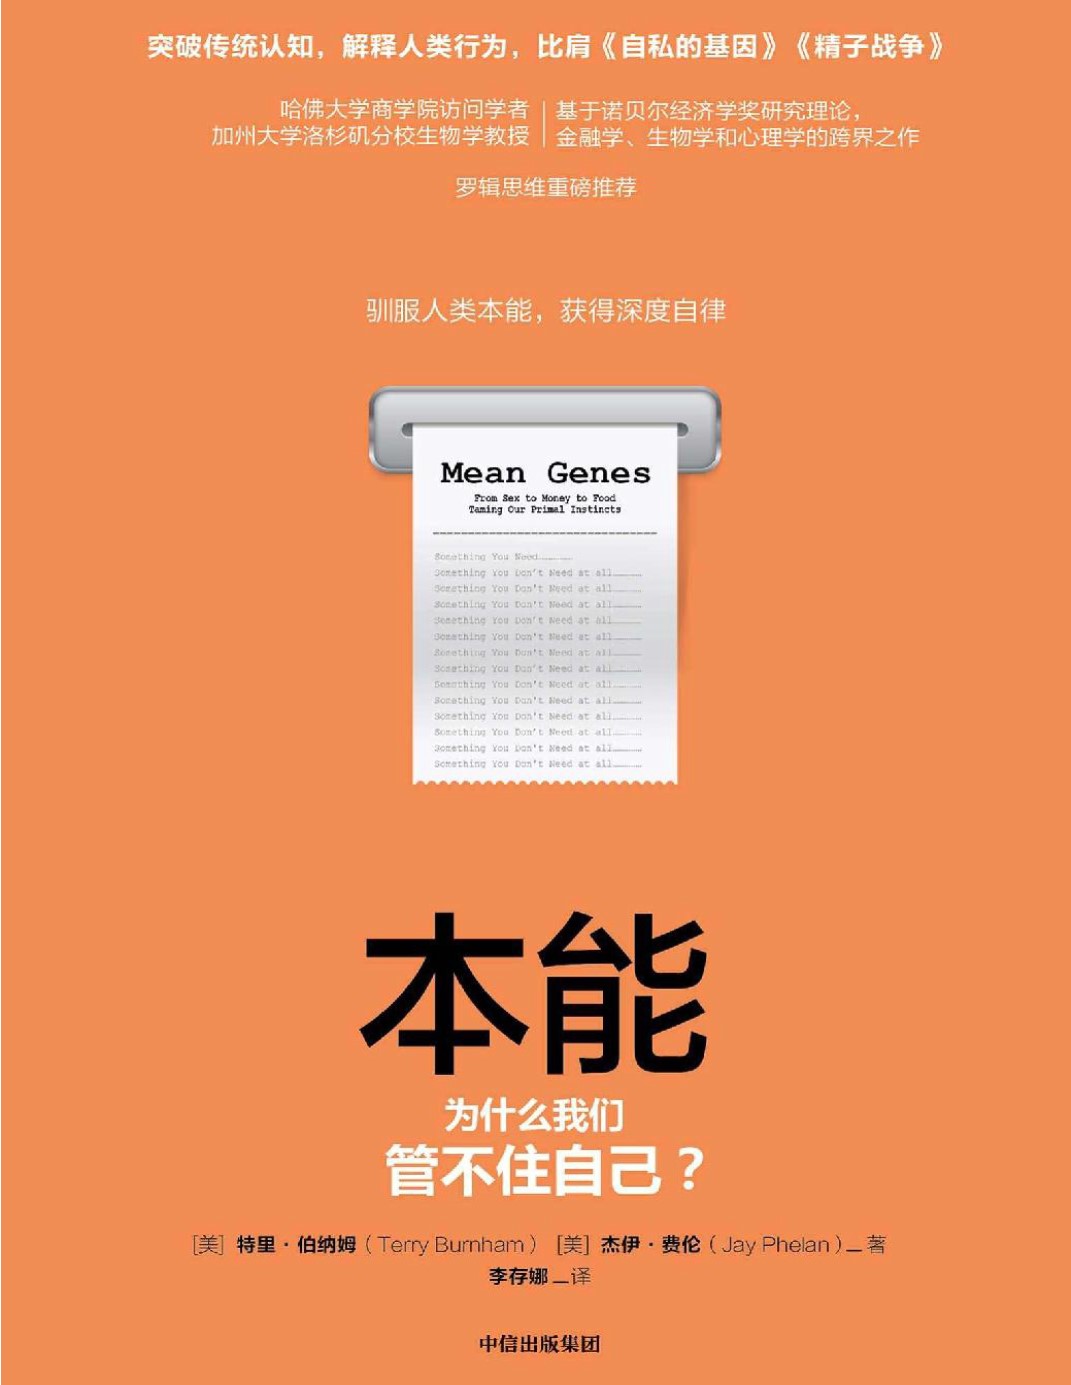 突破传统认知，解释人类行为，比肩《自私的基因》《精子战争》
哈佛大学商学院访问学者
加州大学洛杉矶分校生物学教授
基于诺贝尔经济学奖研究理论，
金融学、生物学和心理学的跨界之作
罗辑思维重磅推荐
驯服人类本能，获得深度自律
Mean Genes
From Sex to Money to Food
Taming Our Primal Instincts
Something You Need
Something You Don't Need at all
Something You Don't Need at all
Something You Don't Need at all
Something You Don't Need at all
Something You Don't Need at all
Something You Don't Need at all
Something You Don't Need at all
Something You Don't Need at all
Something You Don't Need at all
Something You Don't Need at all
Something You Don't Need at all
Something You Don't Need at all
Something You Don't Need at all
本能
为什么我们
管不住自己？
［美］特里·伯纳姆（Terry Burnham）［美］杰伊·费伦（Jay Phelan）_著
李存娜_译
中信出版集团